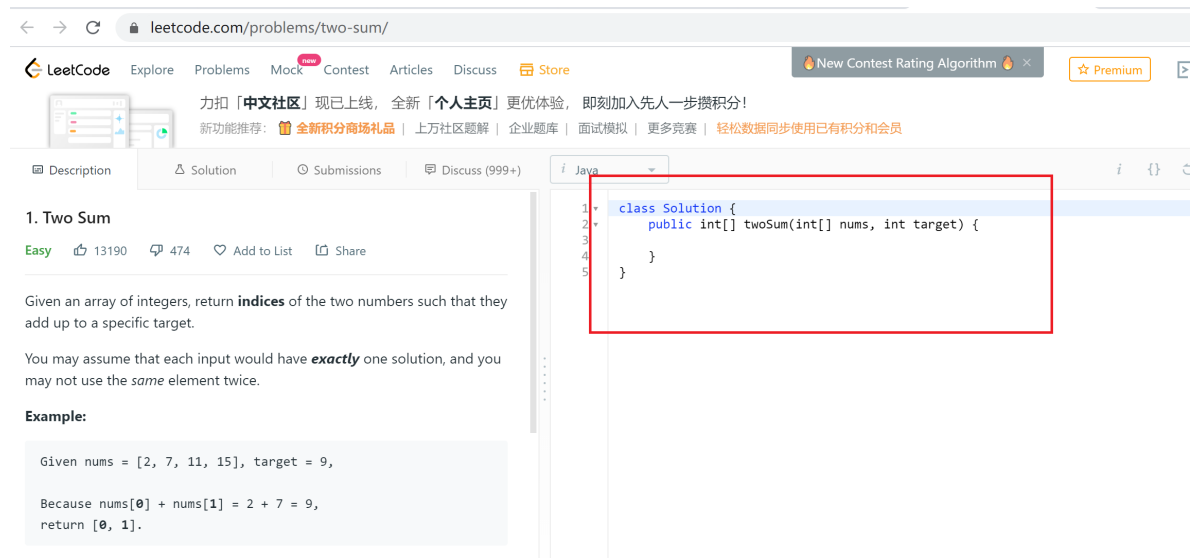 leetcode.com/problems/two-sum/
LeetCode Explore Problems Mock new Contest Articles Discuss Store
🔥New Contest Rating Algorithm 🔥 ×
Premium
力扣「中文社区」现已上线， 全新「个人主页」更优体验， 即刻加入先人一步攒积分！
新功能推荐： 全新积分商场礼品 | 上万社区题解 | 企业题库 | 面试模拟 | 更多竞赛 | 轻松数据同步使用已有积分和会员
Description Solution Submissions Discuss (999+)
i Java
i {}
1. Two Sum
Easy 13190 474 Add to List Share
Given an array of integers, return indices of the two numbers such that they
add up to a specific target.
You may assume that each input would have exactly one solution, and you
may not use the same element twice.
Example:
Given nums = [2, 7, 11, 15], target = 9,
Because nums[0] + nums[1] = 2 + 7 = 9,
return [0, 1].
1 class Solution {
2 public int[] twoSum(int[] nums, int target) {
3
4 }
5 }